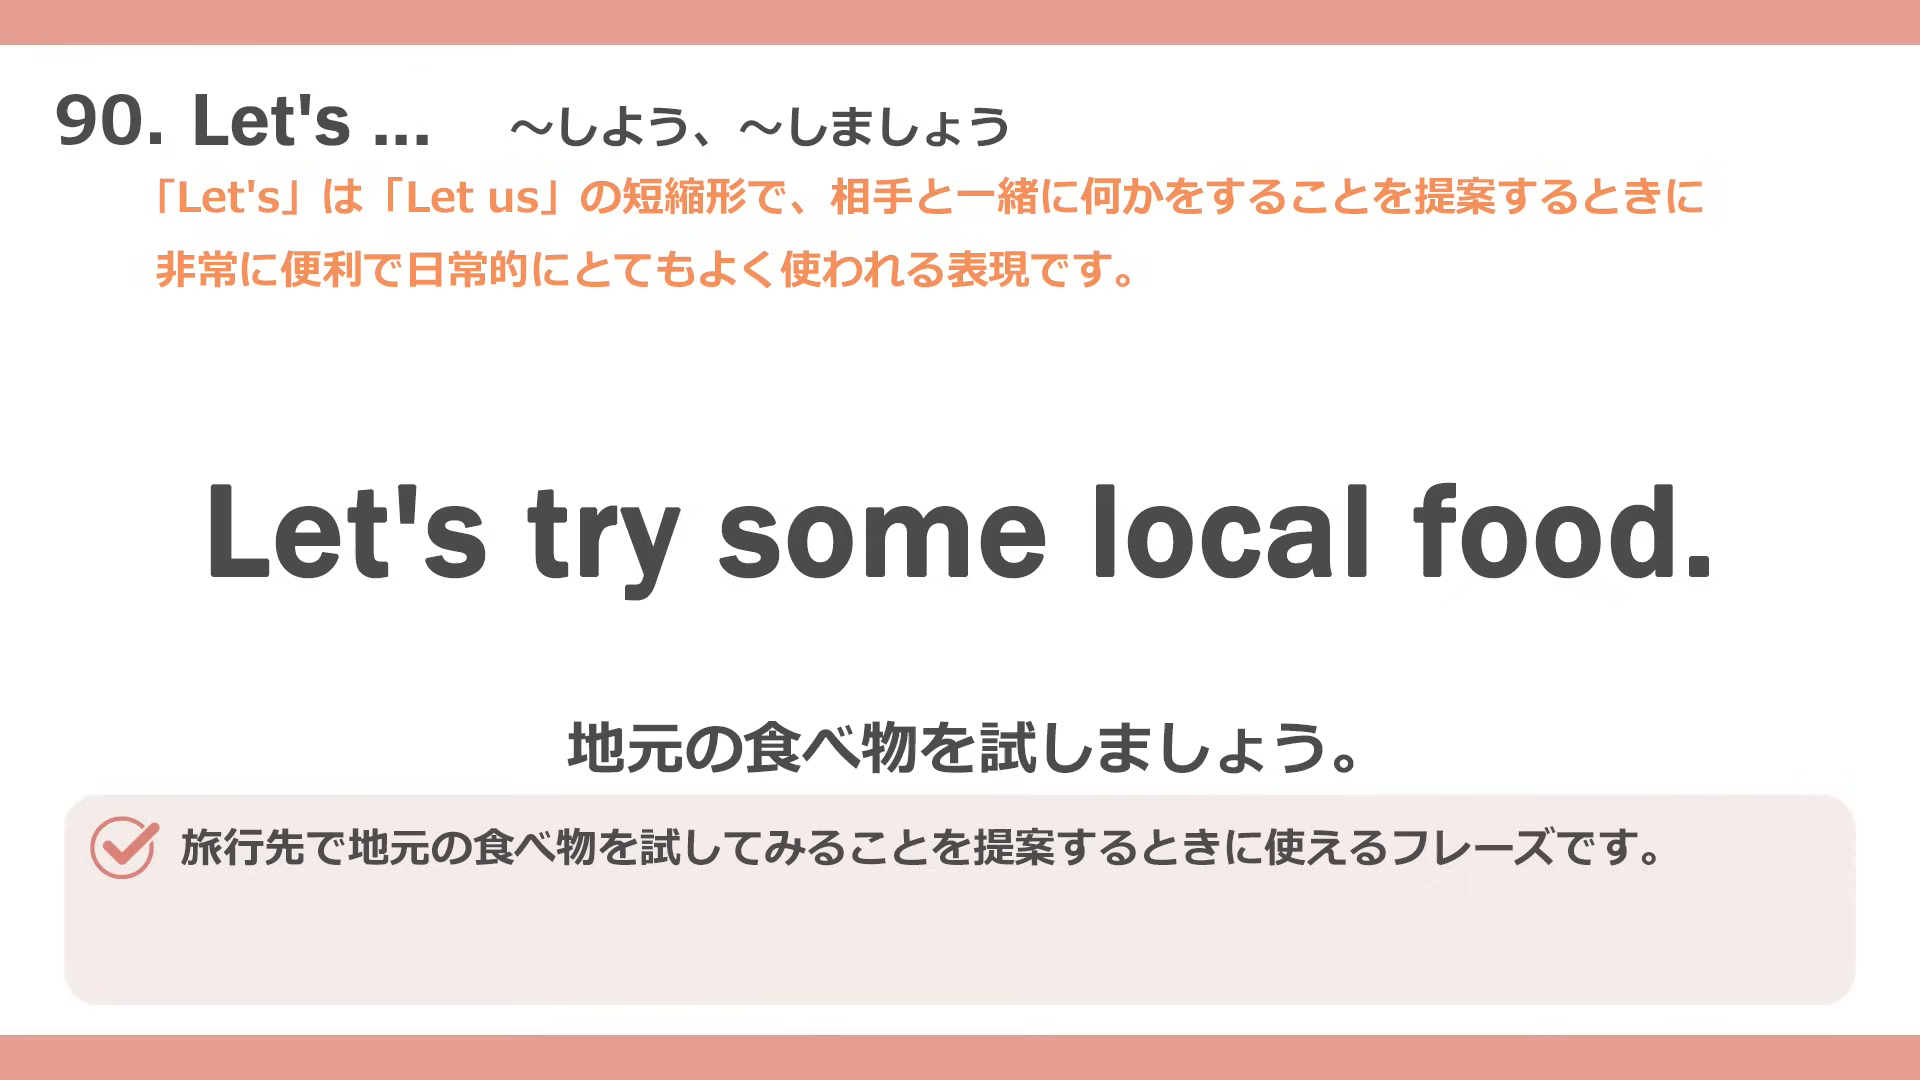 90. Let's ... ～しよう、～しましょう
「Let's」は「Let us」の短縮形で、相手と一緒に何かをすることを提案するときに
非常に便利で日常的にとてもよく使われる表現です。
Let's try some local food.
地元の食べ物を試しましょう。
旅行先で地元の食べ物を試してみることを提案するときに使えるフレーズです。